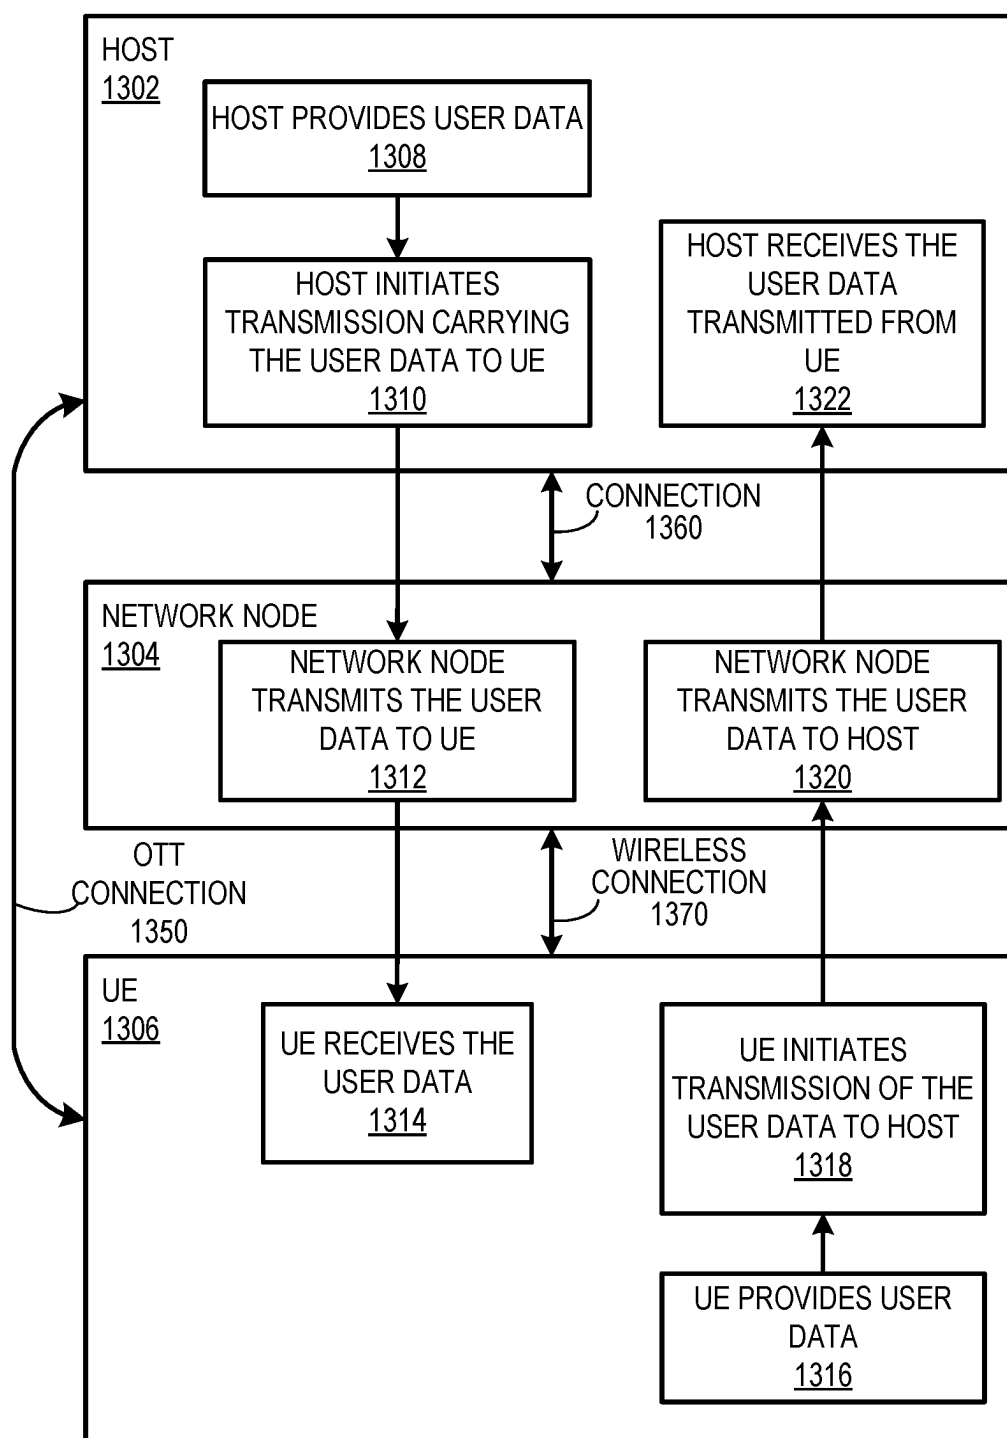 HOST
1302
HOST PROVIDES USER DATA
1308
HOST INITIATES
TRANSMISSION CARRYING
THE USER DATA TO UE
1310
HOST RECEIVES THE
USER DATA
TRANSMITTED FROM
UE
1322
CONNECTION
1360
NETWORK NODE
1304
NETWORK NODE
TRANSMITS THE USER
DATA TO UE
1312
NETWORK NODE
TRANSMITS THE USER
DATA TO HOST
1320
OTT
CONNECTION
1350
WIRELESS
CONNECTION
1370
UE
1306
UE RECEIVES THE
USER DATA
1314
UE INITIATES
TRANSMISSION OF THE
USER DATA TO HOST
1318
UE PROVIDES USER
DATA
1316